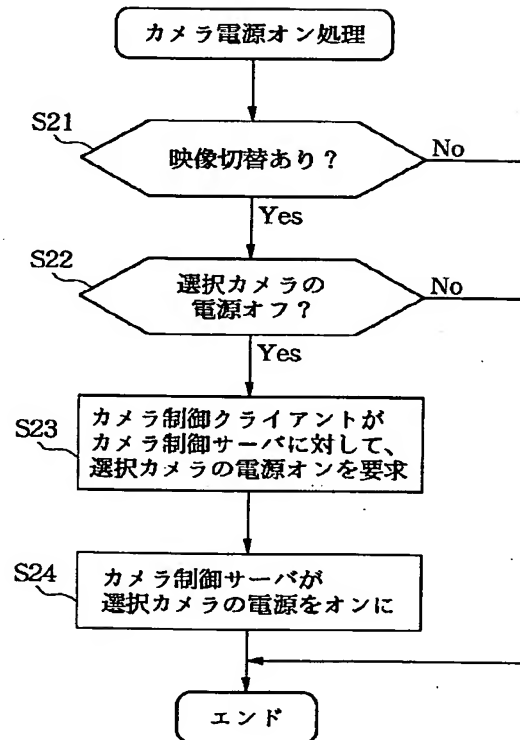 カメラ電源オン処理
S21
映像切替あり?
No
Yes
S22
選択カメラの
電源オフ?
No
Yes
S23
カメラ制御クライアントが
カメラ制御サーバに対して、
選択カメラの電源オンを要求
S24
カメラ制御サーバが
選択カメラの電源をオンに
エンド